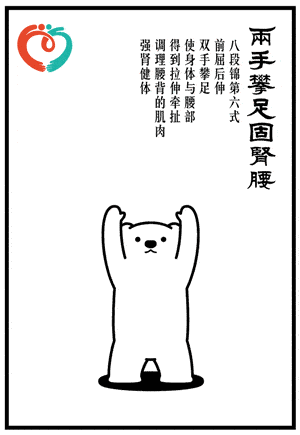 兩手攀足固腎腰
八段锦第六式
前屈后伸
双手攀足
使身体与腰部
得到拉伸牵扯
调理腰背的肌肉
强肾健体